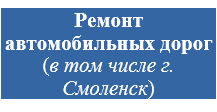 Ремонт
автомобильных дорог
(в том числе г.
Смоленск)